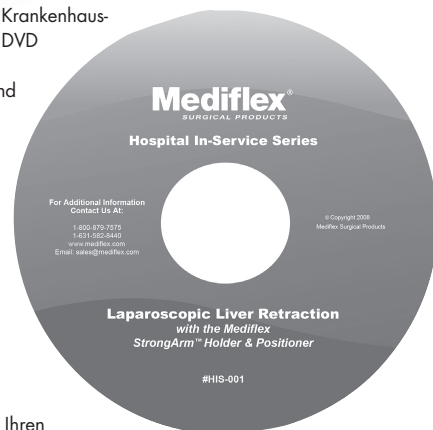 Krankenhaus-
DVD
nd
Mediflex®
SURGICAL PRODUCTS
Hospital In-Service Series
For Additional Information
Contact Us At:
1-800-879-7575
1-631-582-8440
www.mediflex.com
Email: sales@mediflex.com
© Copyright 2008
Mediflex Surgical Products
Laparoscopic Liver Retraction
with the Mediflex
StrongArm™ Holder & Positioner
#HIS-001
Ihren